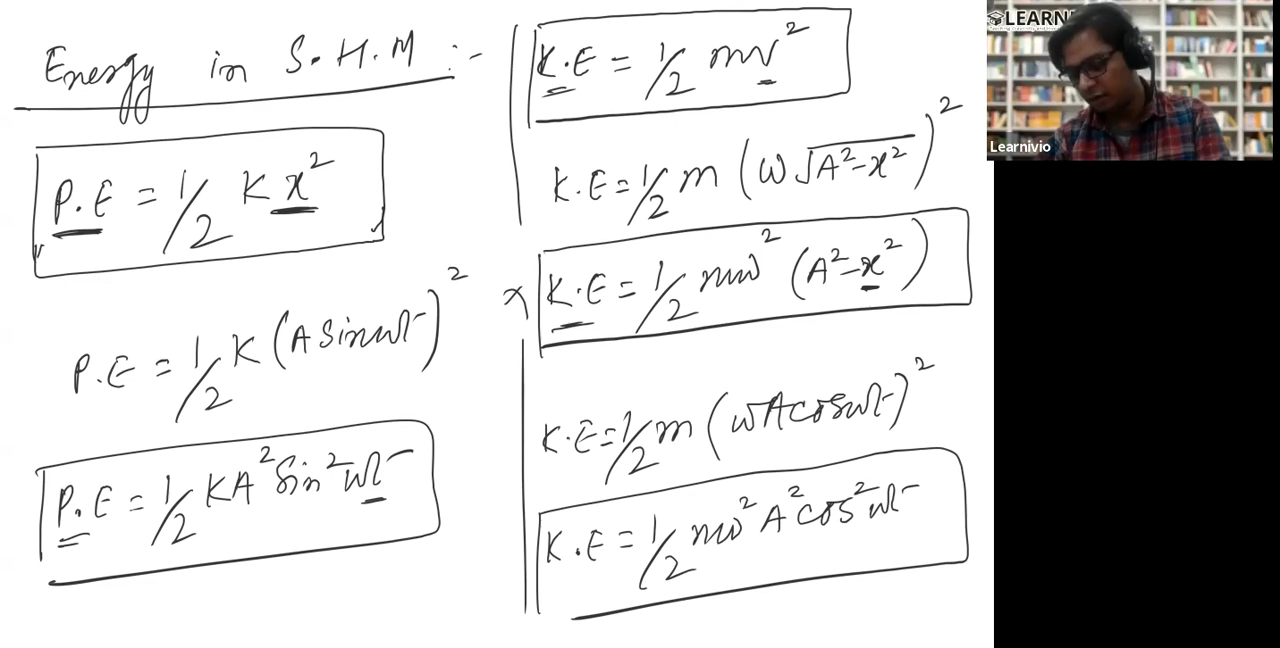 Energy in S.H.M :-
P.E = 1/2 K x²
P.E = 1/2 K (A sin ωt)²
P.E = 1/2 KA² sin² ωt
K.E = 1/2 mv²
K.E = 1/2 m (ω√A²-x²)²
K.E = 1/2 mω² (A²-x²)
K.E = 1/2 m (ωA cos ωt)²
K.E = 1/2 mω² A² cos² ωt
LEARN
Learnivio